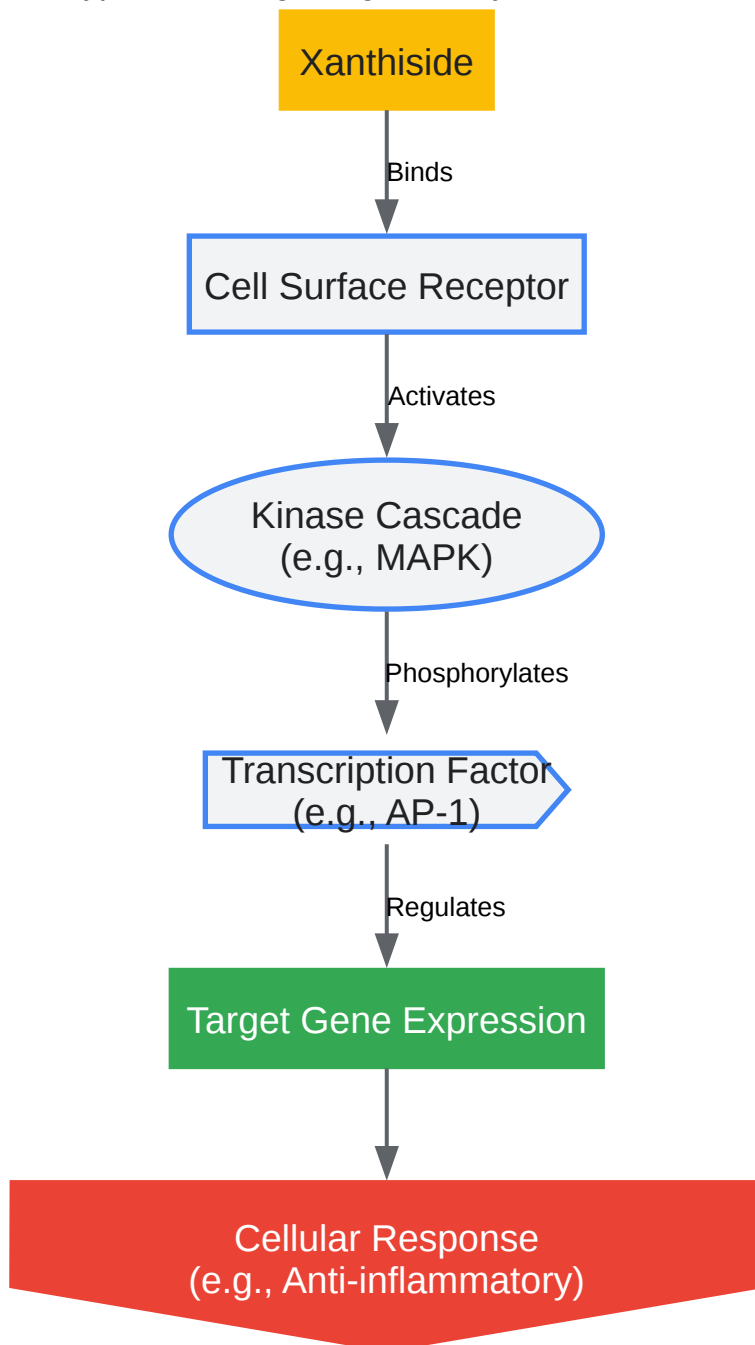 Xanthiside
Binds
Cell Surface Receptor
Activates
Kinase Cascade
(e.g., MAPK)
Phosphorylates
Transcription Factor
(e.g., AP-1)
Regulates
Target Gene Expression
Cellular Response
(e.g., Anti-inflammatory)